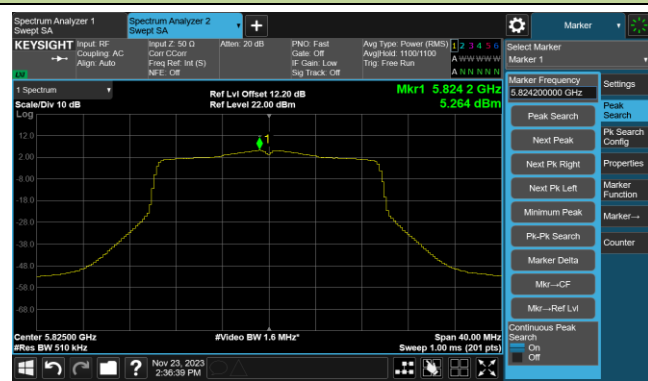 Spectrum Analyzer 1
Swept SA
Spectrum Analyzer 2
Swept SA
+
Marker
KEYSIGHT
Input: RF
Coupling: AC
Align: Auto
Input Z: 50 Ω
Corr CCorr
Freq Ref: Int (S)
NFE: Off
Atten: 20 dB
PNO: Fast
Gate: Off
IF Gain: Low
Sig Track: Off
Avg Type: Power (RMS)
Avg|Hold: 1100/1100
Trig: Free Run
1 2 3 4 5 6
A W W W W W
A N N N N N
LVI
Select Marker
Marker 1
1 Spectrum
Scale/Div 10 dB
Log
Ref Lvl Offset 12.20 dB
Ref Level 22.00 dBm
Mkr1 5.824 2 GHz
5.264 dBm
12.0
2.00
-8.00
-18.0
-28.0
-38.0
-48.0
-58.0
-68.0
1
Center 5.82500 GHz
#Res BW 510 kHz
#Video BW 1.6 MHz*
Span 40.00 MHz
Sweep 1.00 ms (201 pts)
Marker Frequency
5.824200000 GHz
Peak Search
Next Peak
Next Pk Right
Next Pk Left
Minimum Peak
Pk-Pk Search
Marker Delta
Mkr→CF
Mkr→Ref Lvl
Continuous Peak
Search
On
Off
Settings
Peak
Search
Pk Search
Config
Properties
Marker
Function
Marker→
Counter
?
Nov 23, 2023
2:36:39 PM